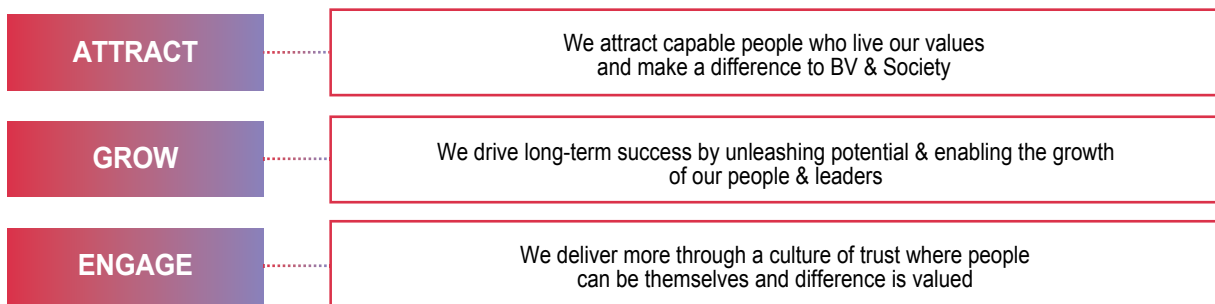 ATTRACT
We attract capable people who live our values
and make a difference to BV & Society
GROW
We drive long-term success by unleashing potential & enabling the growth
of our people & leaders
ENGAGE
We deliver more through a culture of trust where people
can be themselves and difference is valued